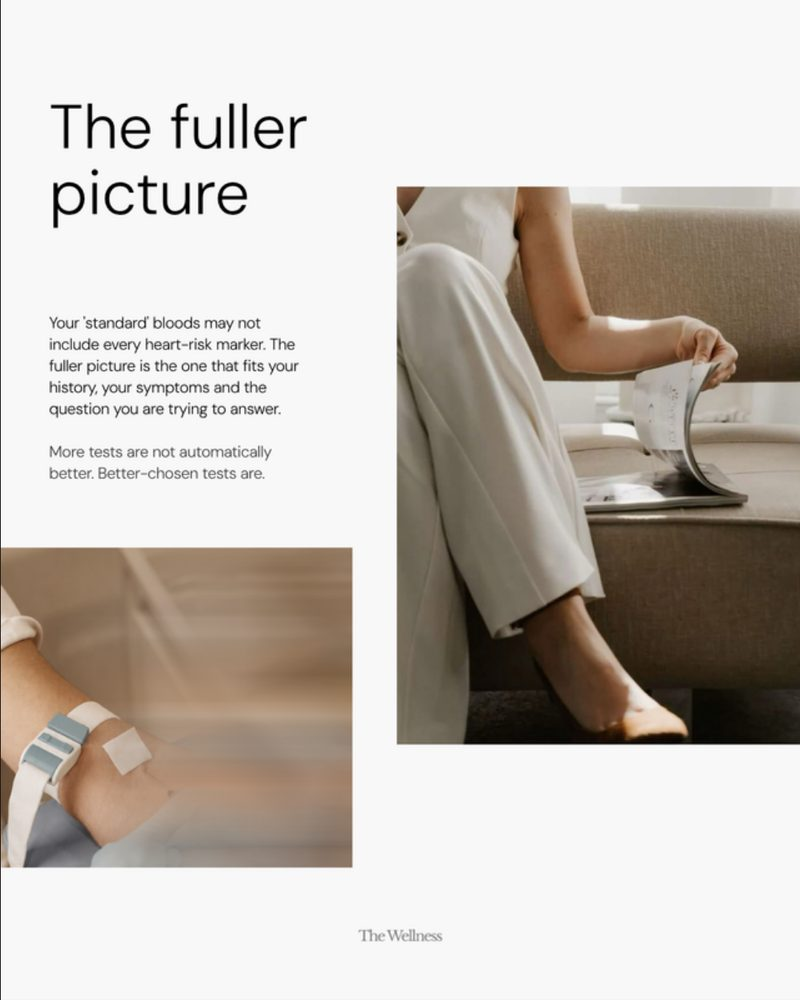 The fuller
picture
Your 'standard' bloods may not
include every heart-risk marker. The
fuller picture is the one that fits your
history, your symptoms and the
question you are trying to answer.
More tests are not automatically
better. Better-chosen tests are.
The Wellness